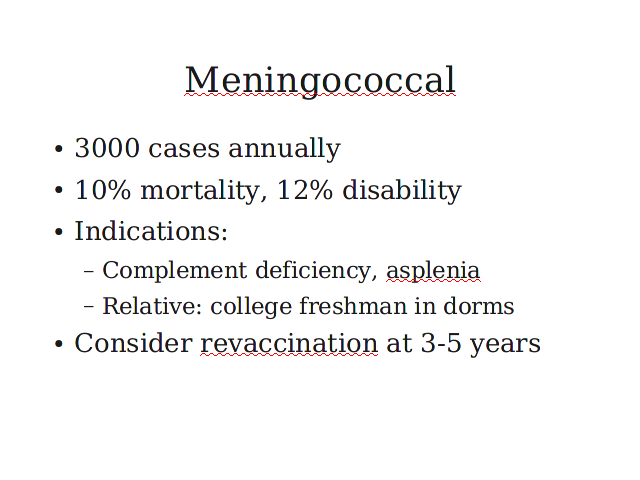 Meningococcal
• 3000 cases annually
• 10% mortality, 12% disability
• Indications:
– Complement deficiency, asplenia
– Relative: college freshman in dorms
• Consider revaccination at 3-5 years